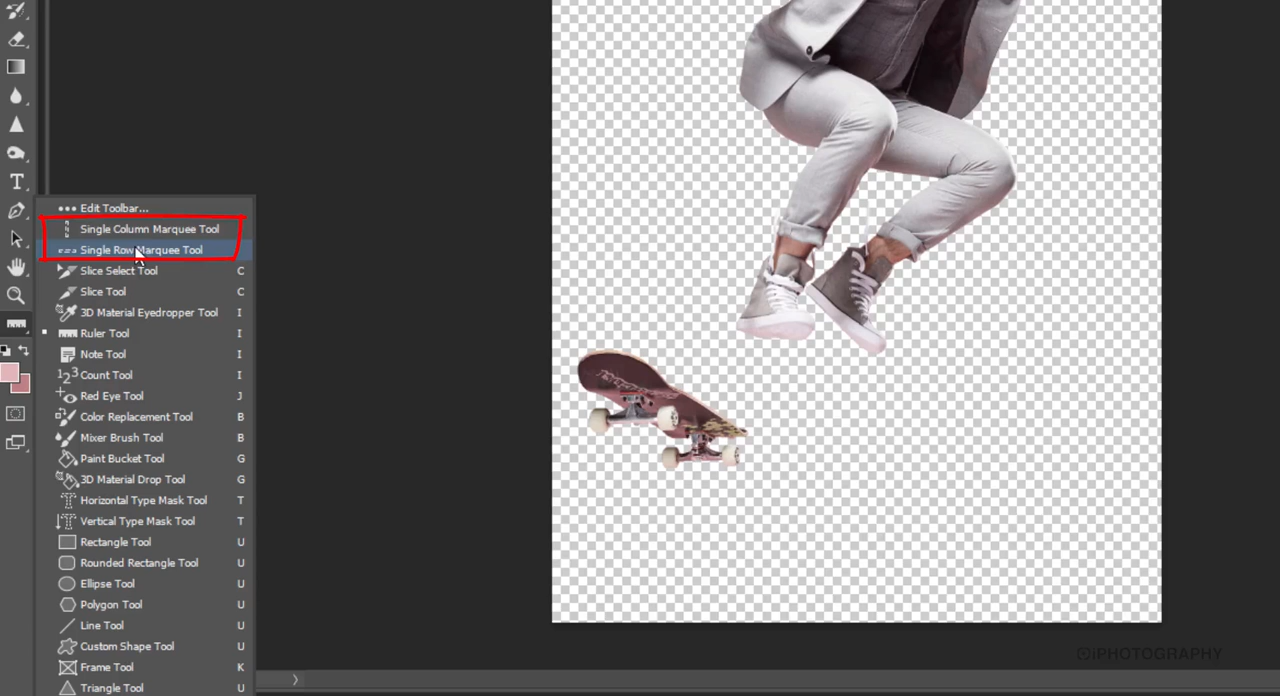 T
Edit Toolbar...
Single Column Marquee Tool
Single Row Marquee Tool
Slice Select Tool C
Slice Tool C
3D Material Eyedropper Tool I
Ruler Tool I
Note Tool I
Count Tool I
Red Eye Tool J
Color Replacement Tool B
Mixer Brush Tool B
Paint Bucket Tool G
3D Material Drop Tool G
Horizontal Type Mask Tool T
Vertical Type Mask Tool T
Rectangle Tool U
Rounded Rectangle Tool U
Ellipse Tool U
Polygon Tool U
Line Tool U
Custom Shape Tool U
Frame Tool K
Triangle Tool U
iPHOTOGRAPHY